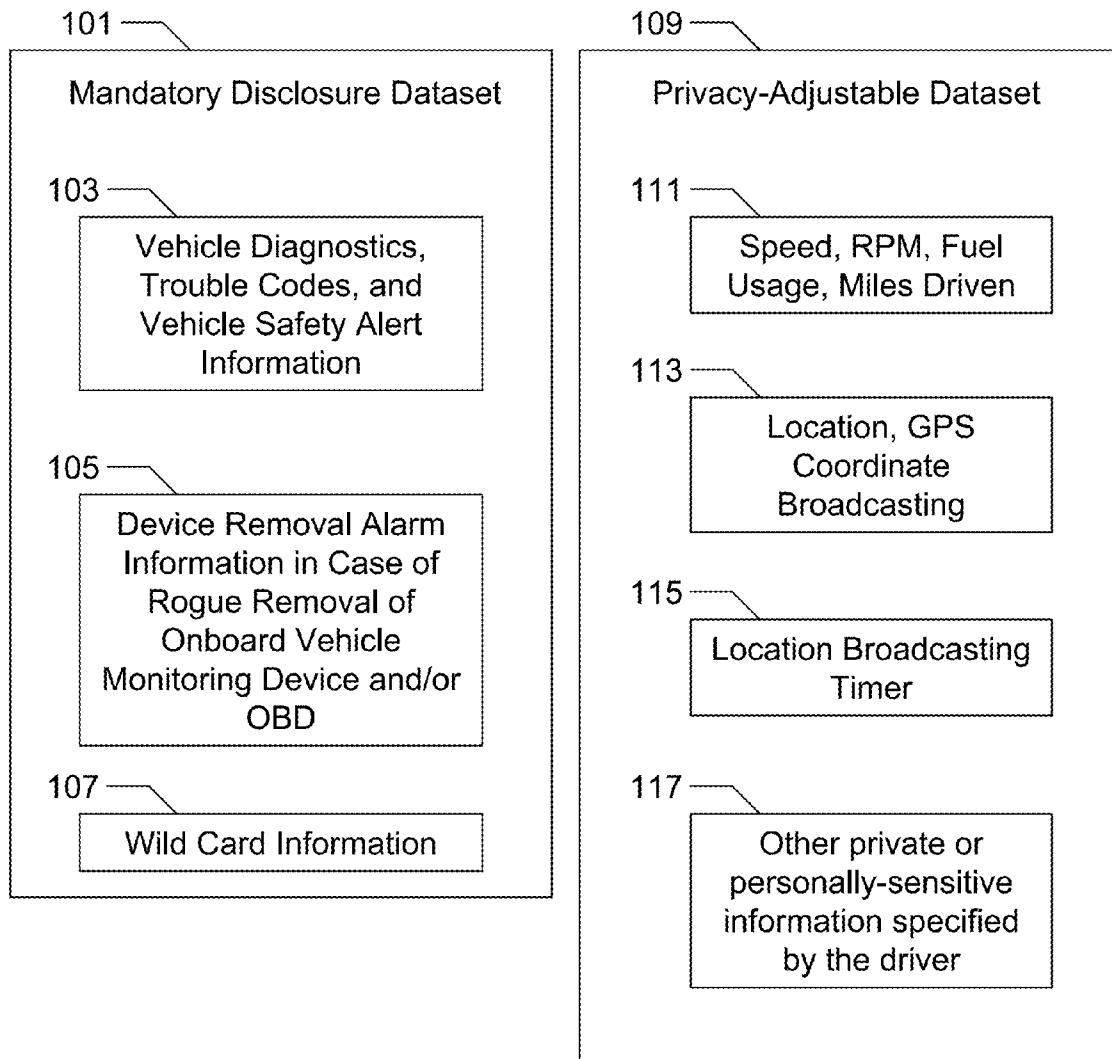 101
Mandatory Disclosure Dataset
103
Vehicle Diagnostics,
Trouble Codes, and
Vehicle Safety Alert
Information
105
Device Removal Alarm
Information in Case of
Rogue Removal of
Onboard Vehicle
Monitoring Device and/or
OBD
107
Wild Card Information
109
Privacy-Adjustable Dataset
111
Speed, RPM, Fuel
Usage, Miles Driven
113
Location, GPS
Coordinate
Broadcasting
115
Location Broadcasting
Timer
117
Other private or
personally-sensitive
information specified
by the driver